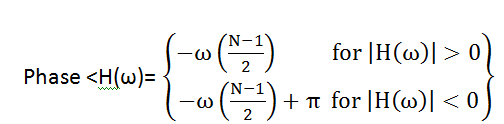 Phase <H(ω)= { −ω (N−1/2) for |H(ω)| > 0
−ω (N−1/2) + π for |H(ω)| < 0 }